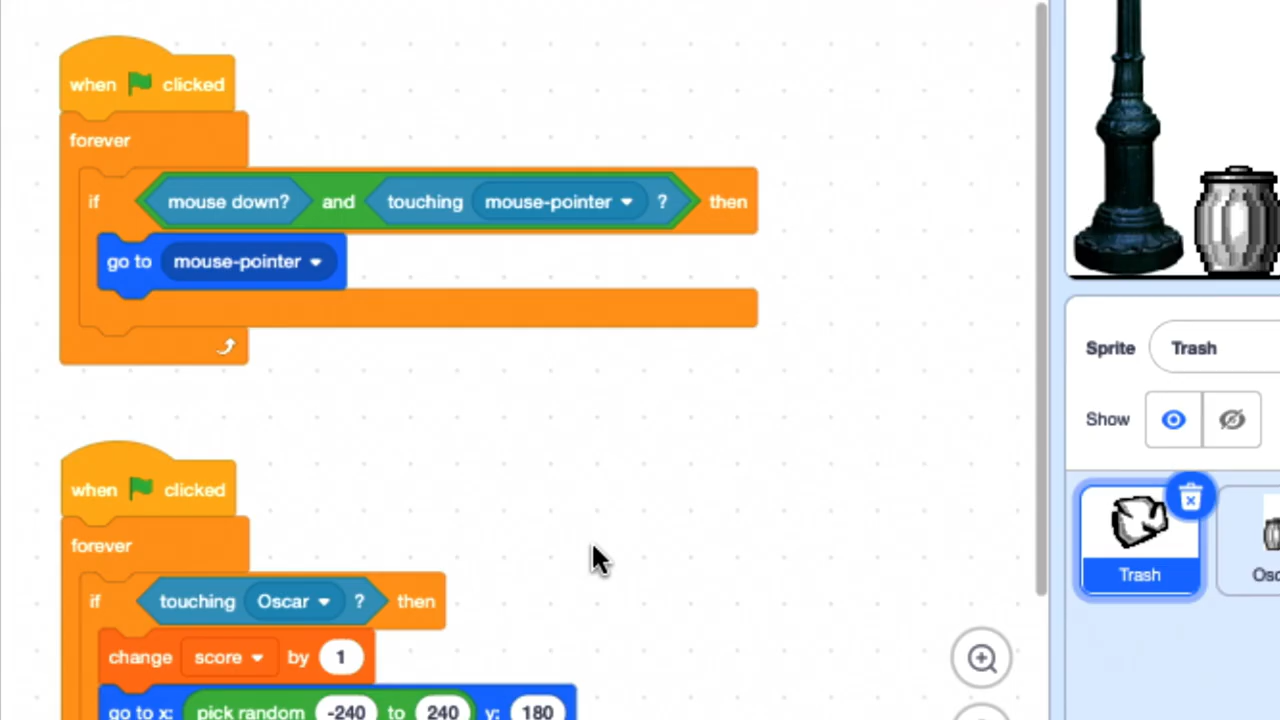 when clicked
forever
if mouse down? and touching mouse-pointer ? then
go to mouse-pointer
when clicked
forever
if touching Oscar ? then
change score by 1
go to x: pick random -240 to 240 y: 180
Sprite Trash
Show
Trash
Osc